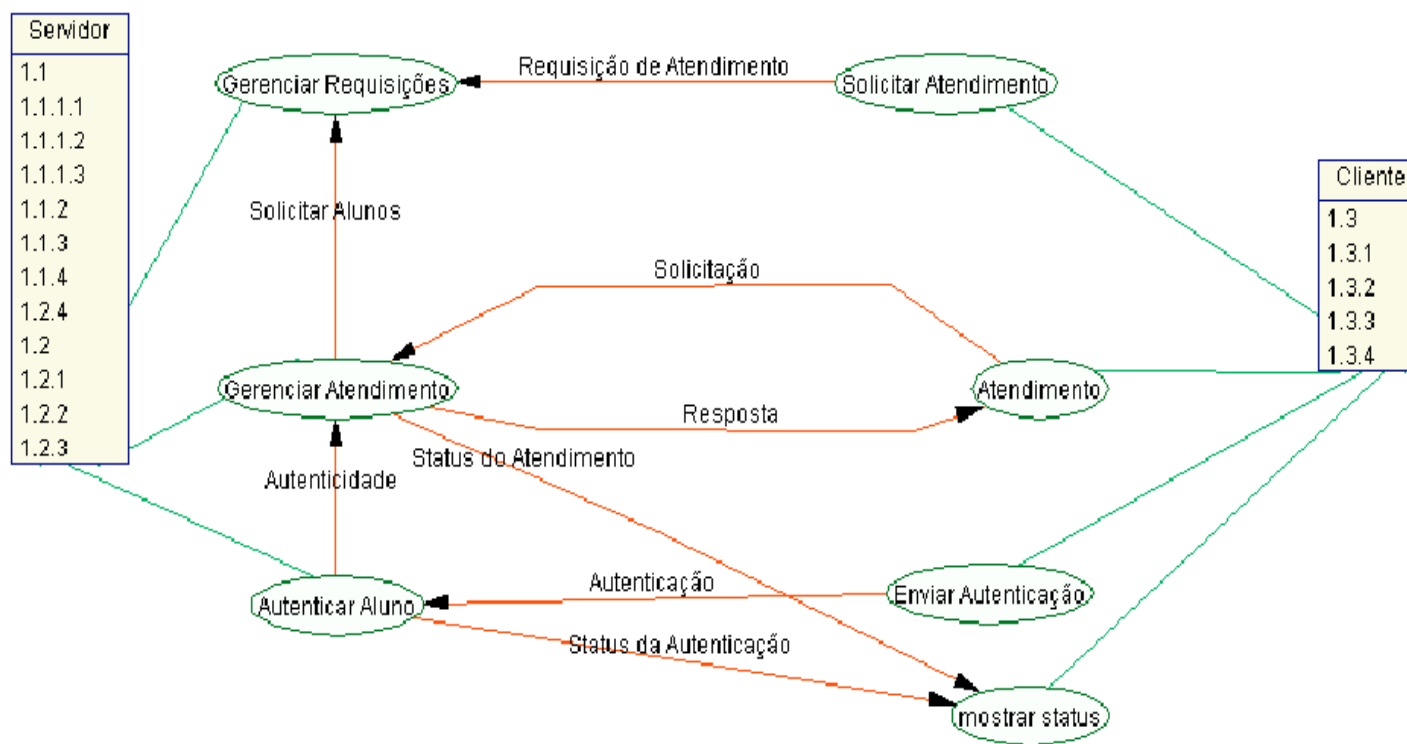 Servidor
1.1
1.1.1.1
1.1.1.2
1.1.1.3
1.1.2
1.1.3
1.1.4
1.2.4
1.2
1.2.1
1.2.2
1.2.3
Gerenciar Requisições
Requisição de Atendimento
Solicitar Atendimento
Solicitar Alunos
Solicitação
Gerenciar Atendimento
Atendimento
Resposta
Status do Atendimento
Autenticidade
Autenticação
Autenticar Aluno
Enviar Autenticação
Status da Autenticação
mostrar status
Cliente
1.3
1.3.1
1.3.2
1.3.3
1.3.4